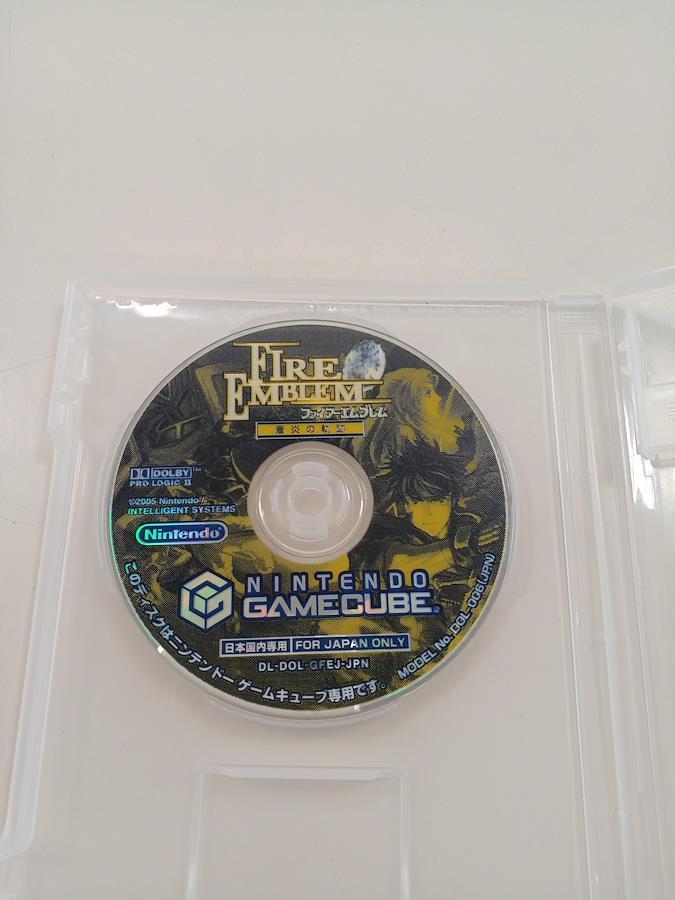 FIRE
EMBLEM
ファイアーエムブレム
蒼炎の軌跡
DOLBY™
PRO LOGIC II
©2005 Nintendo/
INTELLIGENT SYSTEMS
Nintendo®
NINTENDO
GAMECUBE
日本国内専用 FOR JAPAN ONLY
DL-DOL-GFEJ-JPN
このディスクはニンテンドー ゲームキューブ専用です。 MODEL No. DOL-006(JPN)